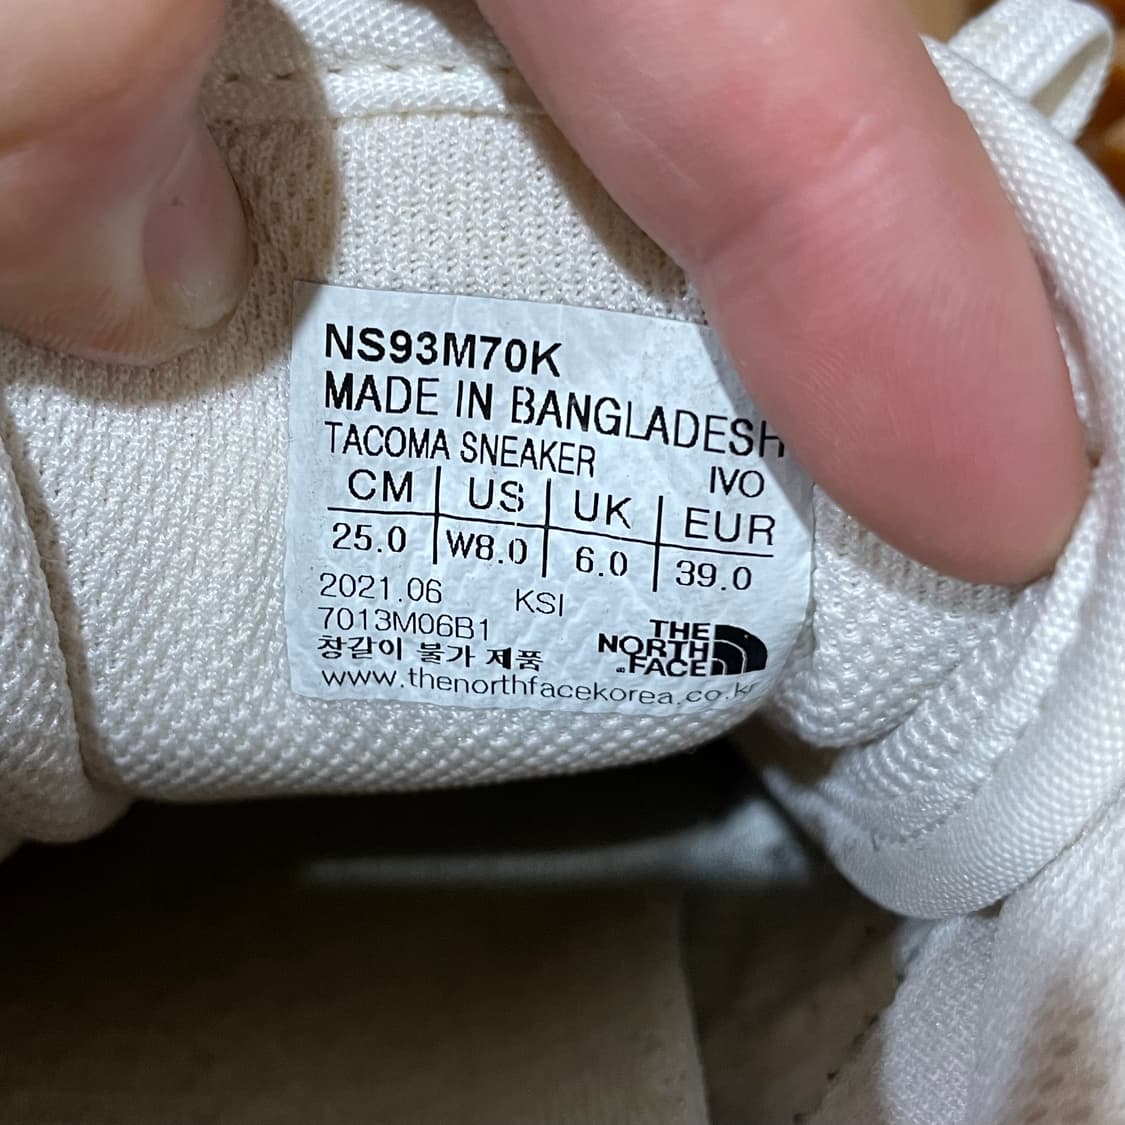 NS93M70K
MADE IN BANGLADESH
TACOMA SNEAKER
IVO
CM US UK EUR
25.0 W8.0 6.0 39.0
2021.06 KSI
7013M06B1
창갈이 불가 제품
THE
NORTH
FACE
www.thenorthfacekorea.co.kr